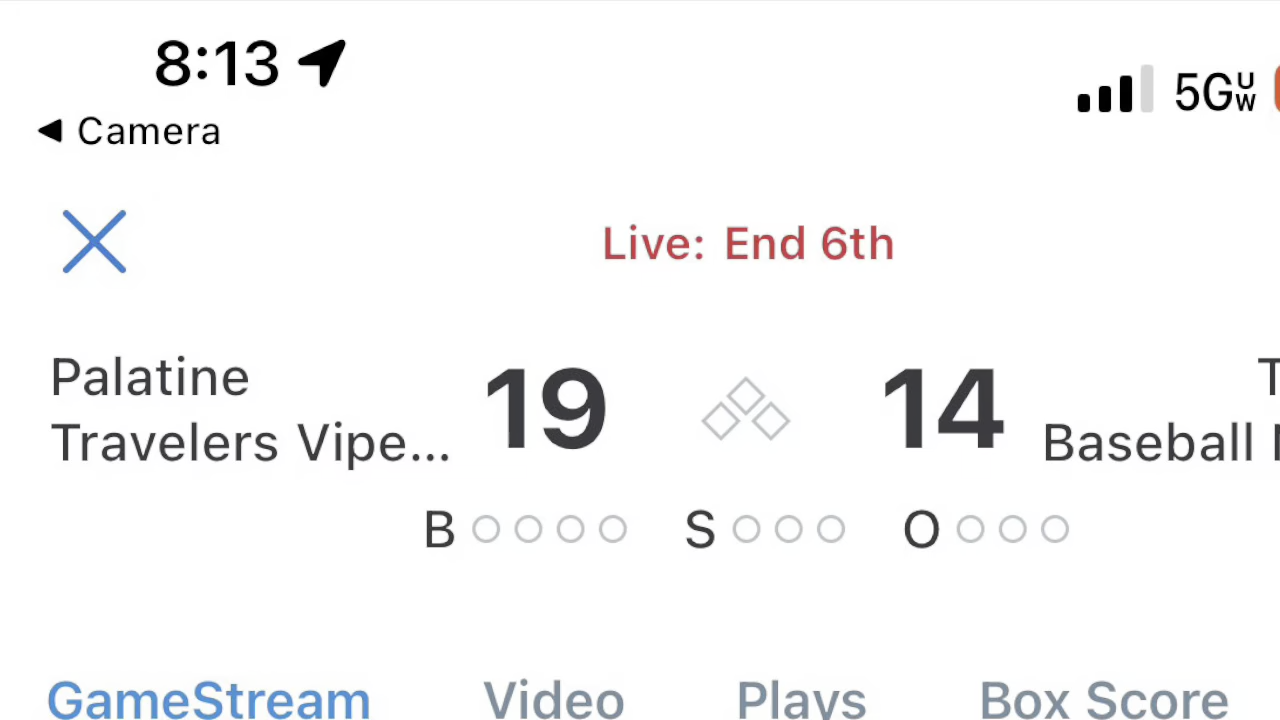 8:13
5G UW
Camera
Live: End 6th
Palatine
Travelers Vipe...
19
14
Baseball
B
S
O
GameStream
Video
Plays
Box Score